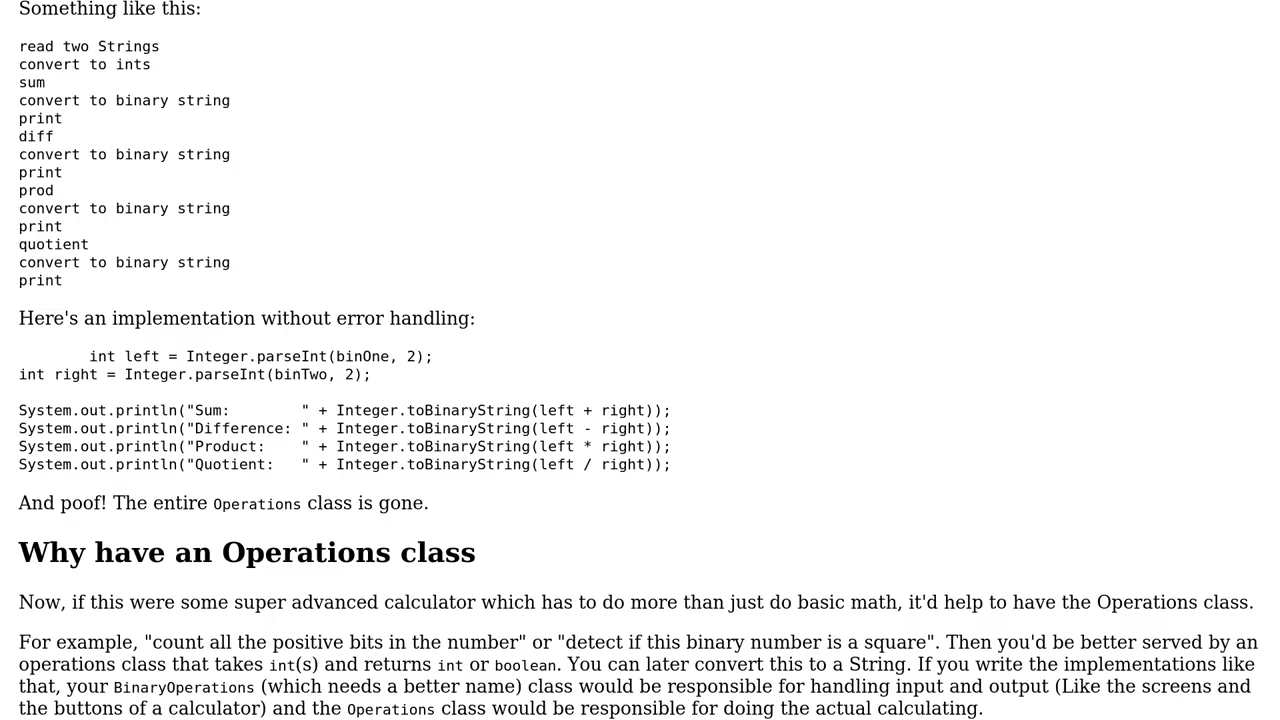 Something like this:
read two Strings
convert to ints
sum
convert to binary string
print
diff
convert to binary string
print
prod
convert to binary string
print
quotient
convert to binary string
print
Here's an implementation without error handling:
        int left = Integer.parseInt(binOne, 2);
int right = Integer.parseInt(binTwo, 2);
System.out.println("Sum:        " + Integer.toBinaryString(left + right));
System.out.println("Difference: " + Integer.toBinaryString(left - right));
System.out.println("Product:    " + Integer.toBinaryString(left * right));
System.out.println("Quotient:   " + Integer.toBinaryString(left / right));
And poof! The entire Operations class is gone.
Why have an Operations class
Now, if this were some super advanced calculator which has to do more than just do basic math, it'd help to have the Operations class.
For example, "count all the positive bits in the number" or "detect if this binary number is a square". Then you'd be better served by an
operations class that takes int(s) and returns int or boolean. You can later convert this to a String. If you write the implementations like
that, your BinaryOperations (which needs a better name) class would be responsible for handling input and output (Like the screens and
the buttons of a calculator) and the Operations class would be responsible for doing the actual calculating.